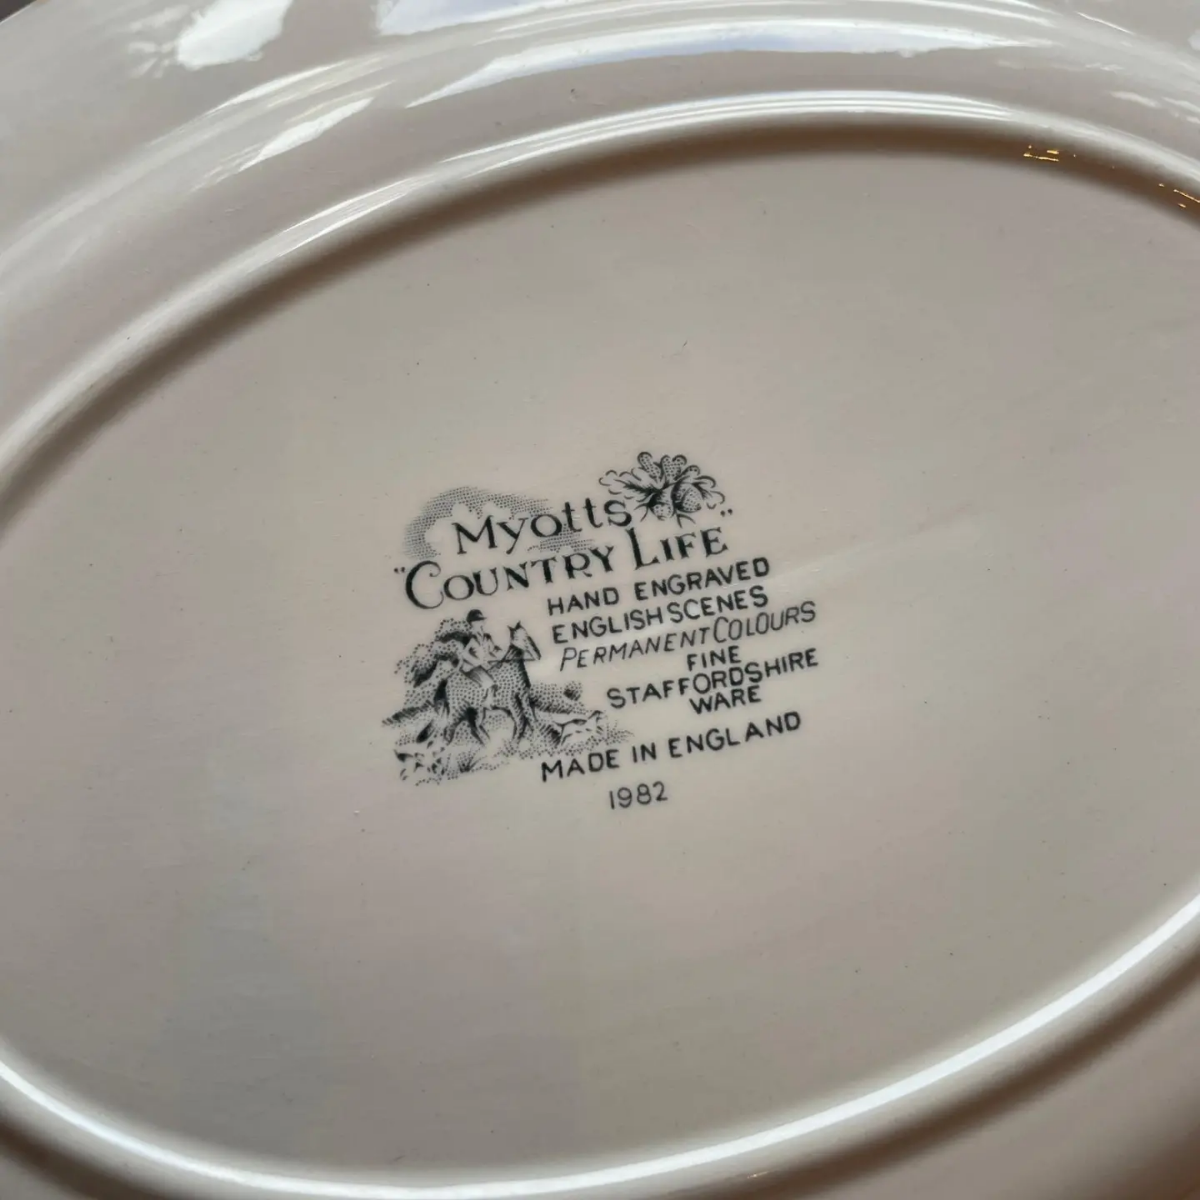 Myotts
"COUNTRY LIFE"
HAND ENGRAVED
ENGLISH SCENES
PERMANENT COLOURS
FINE
STAFFORDSHIRE
WARE
MADE IN ENGLAND
1982